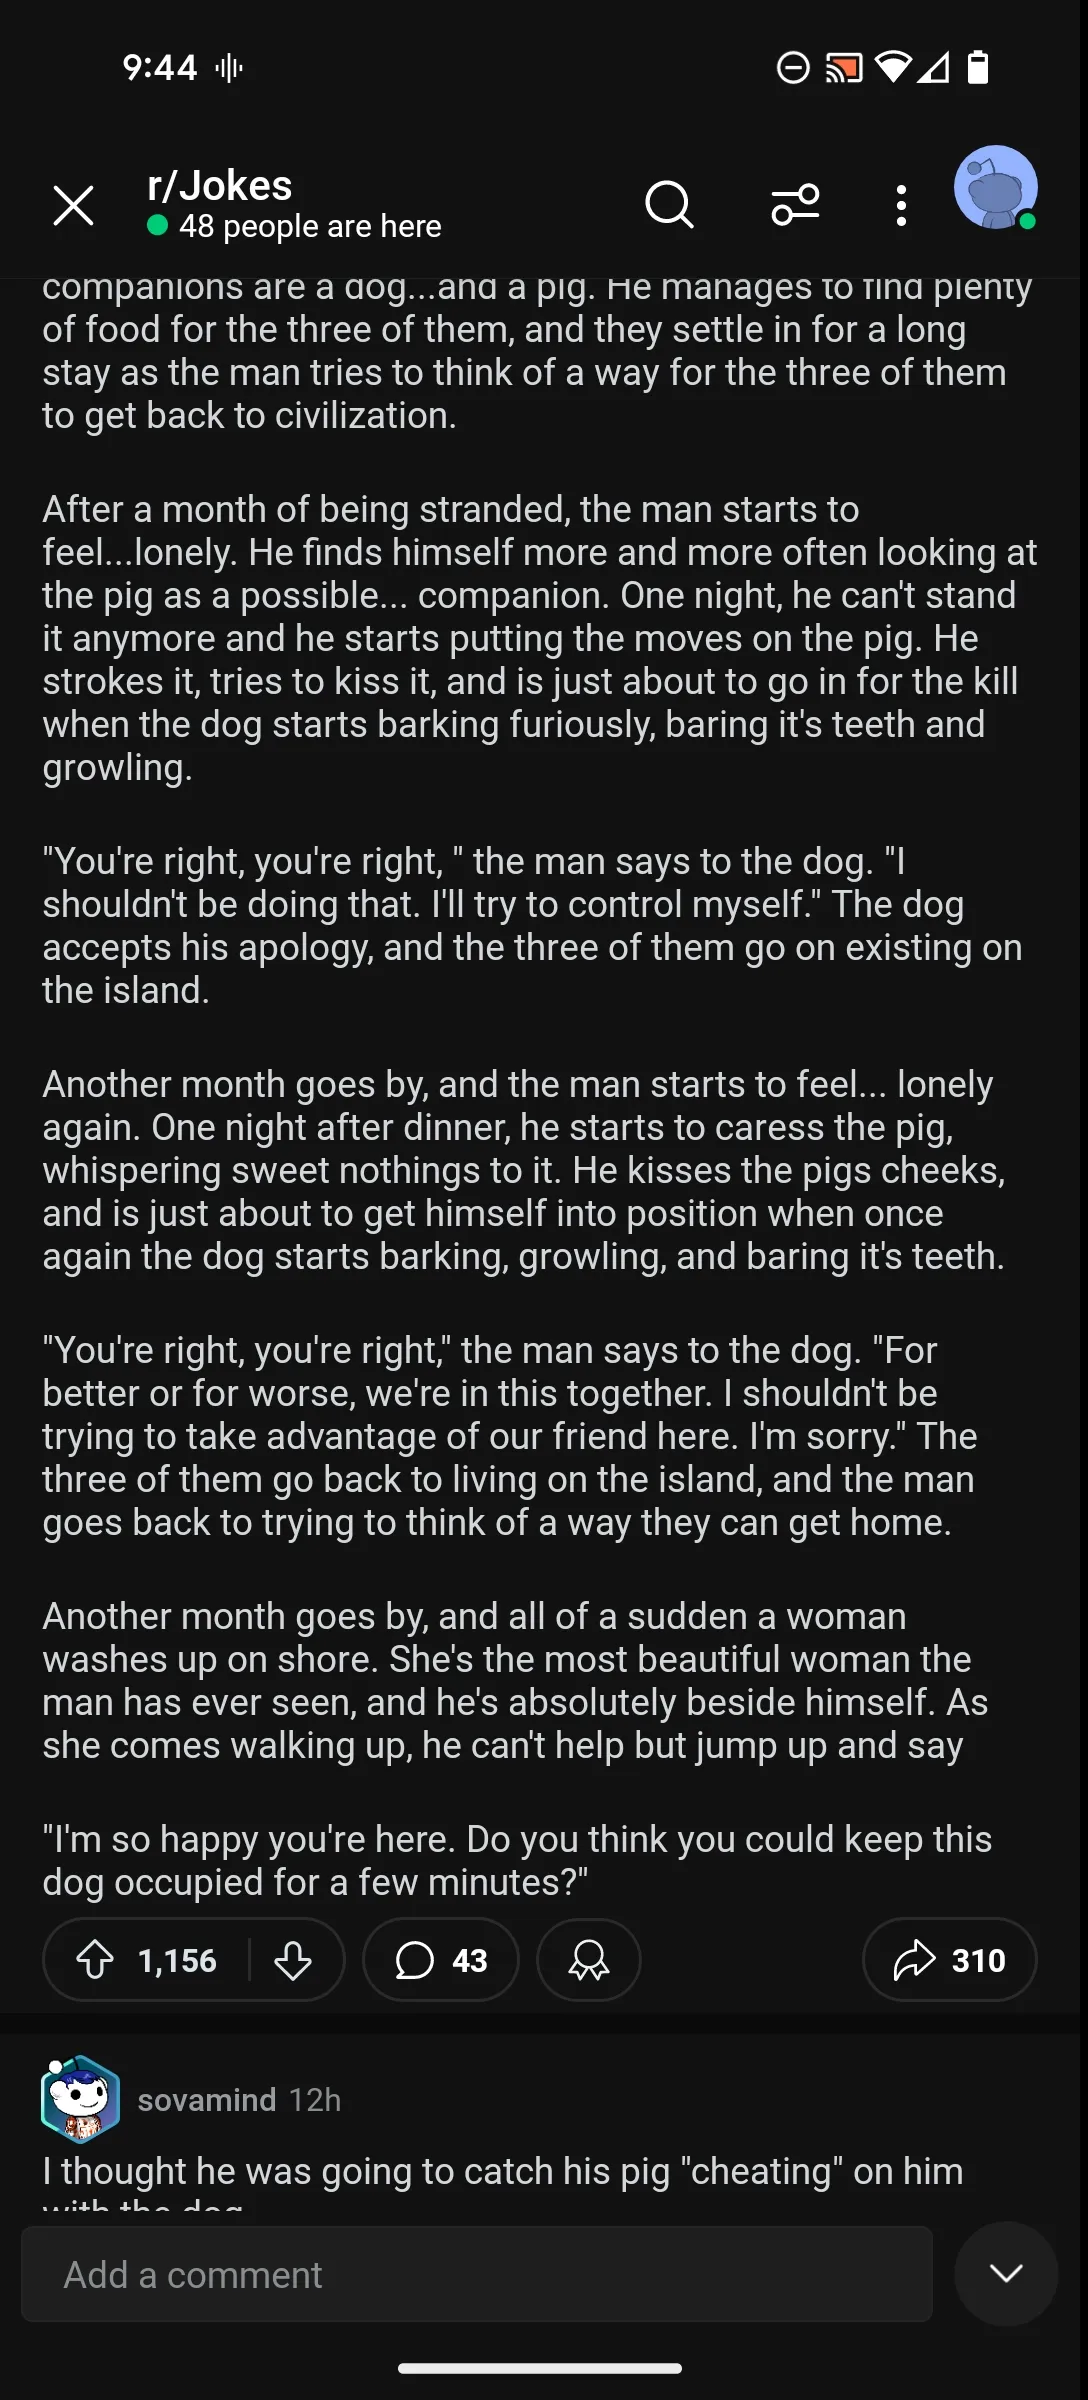 9:44
r/Jokes
48 people are here
companions are a dog...and a pig. He manages to find plenty
of food for the three of them, and they settle in for a long
stay as the man tries to think of a way for the three of them
to get back to civilization.
After a month of being stranded, the man starts to
feel...lonely. He finds himself more and more often looking at
the pig as a possible... companion. One night, he can't stand
it anymore and he starts putting the moves on the pig. He
strokes it, tries to kiss it, and is just about to go in for the kill
when the dog starts barking furiously, baring it's teeth and
growling.
"You're right, you're right, " the man says to the dog. "I
shouldn't be doing that. I'll try to control myself." The dog
accepts his apology, and the three of them go on existing on
the island.
Another month goes by, and the man starts to feel... lonely
again. One night after dinner, he starts to caress the pig,
whispering sweet nothings to it. He kisses the pigs cheeks,
and is just about to get himself into position when once
again the dog starts barking, growling, and baring it's teeth.
"You're right, you're right," the man says to the dog. "For
better or for worse, we're in this together. I shouldn't be
trying to take advantage of our friend here. I'm sorry." The
three of them go back to living on the island, and the man
goes back to trying to think of a way they can get home.
Another month goes by, and all of a sudden a woman
washes up on shore. She's the most beautiful woman the
man has ever seen, and he's absolutely beside himself. As
she comes walking up, he can't help but jump up and say
"I'm so happy you're here. Do you think you could keep this
dog occupied for a few minutes?"
1,156 43 310
sovamind 12h
I thought he was going to catch his pig "cheating" on him
with the dog
Add a comment